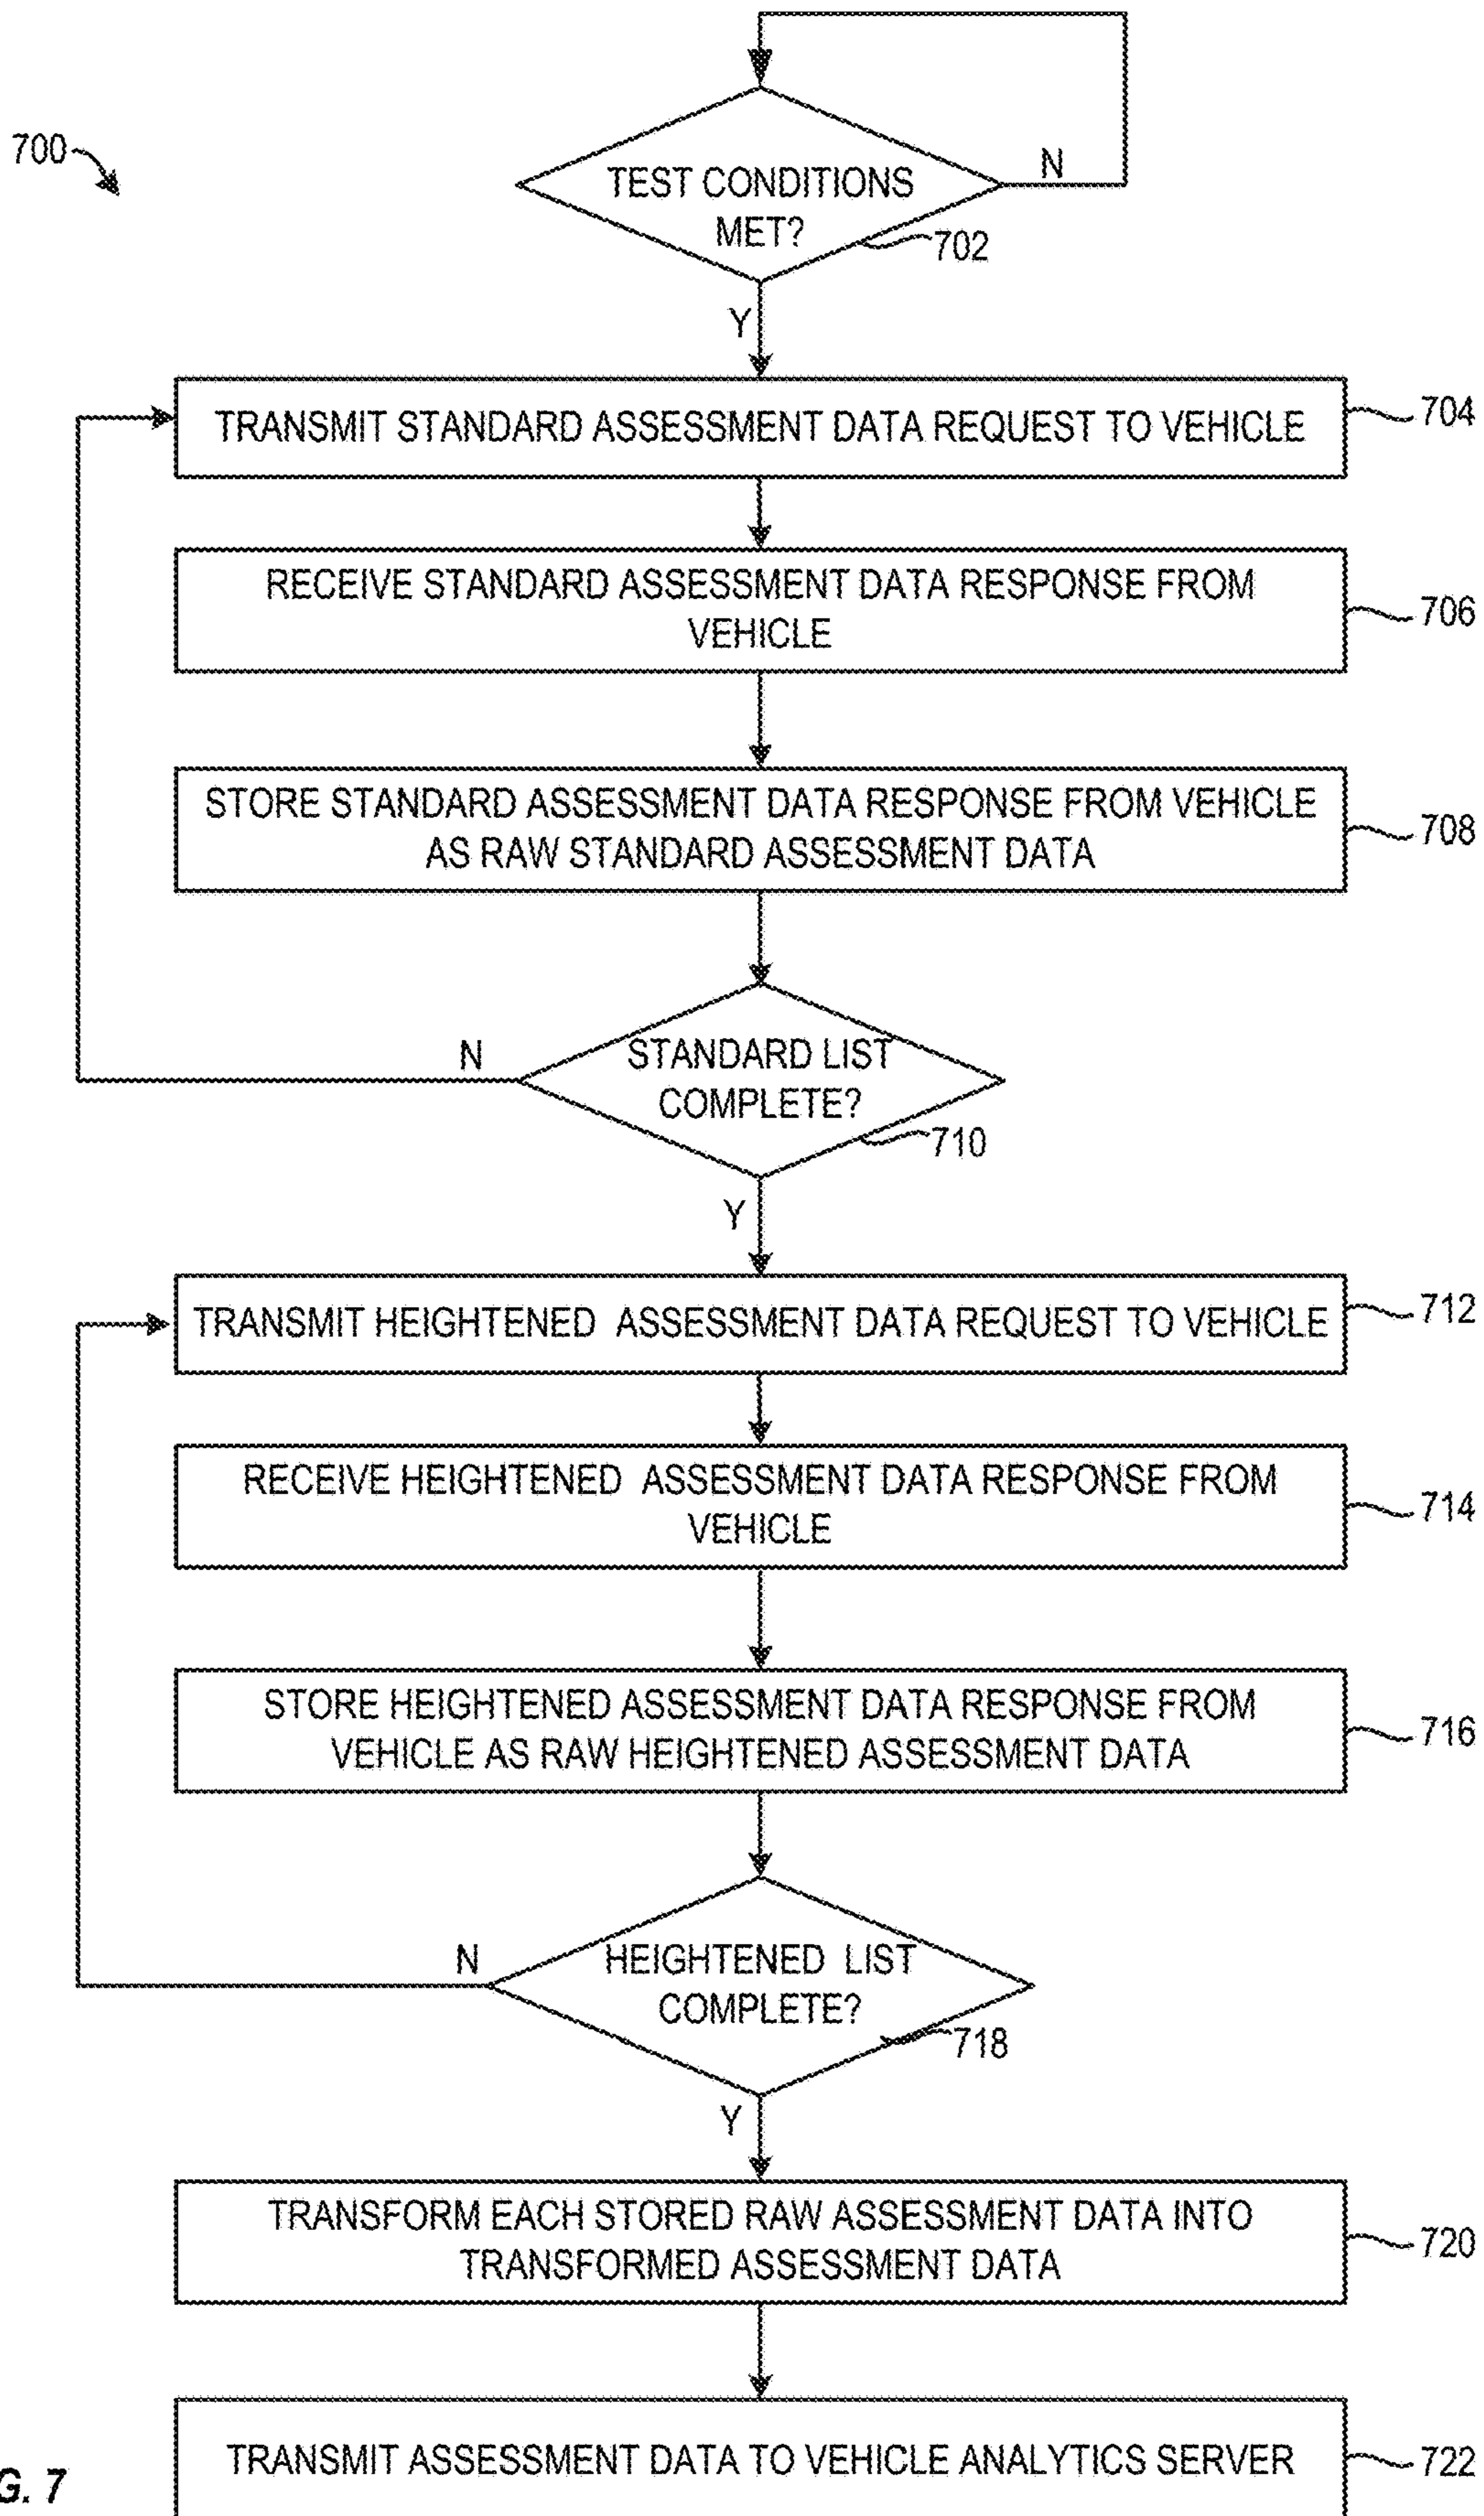 700
TEST CONDITIONS
MET?
N
702
Y
TRANSMIT STANDARD ASSESSMENT DATA REQUEST TO VEHICLE
704
RECEIVE STANDARD ASSESSMENT DATA RESPONSE FROM
VEHICLE
706
STORE STANDARD ASSESSMENT DATA RESPONSE FROM VEHICLE
AS RAW STANDARD ASSESSMENT DATA
708
N
STANDARD LIST
COMPLETE?
710
Y
TRANSMIT HEIGHTENED ASSESSMENT DATA REQUEST TO VEHICLE
712
RECEIVE HEIGHTENED ASSESSMENT DATA RESPONSE FROM
VEHICLE
714
STORE HEIGHTENED ASSESSMENT DATA RESPONSE FROM
VEHICLE AS RAW HEIGHTENED ASSESSMENT DATA
716
N
HEIGHTENED LIST
COMPLETE?
718
Y
TRANSFORM EACH STORED RAW ASSESSMENT DATA INTO
TRANSFORMED ASSESSMENT DATA
720
TRANSMIT ASSESSMENT DATA TO VEHICLE ANALYTICS SERVER
722
G. 7